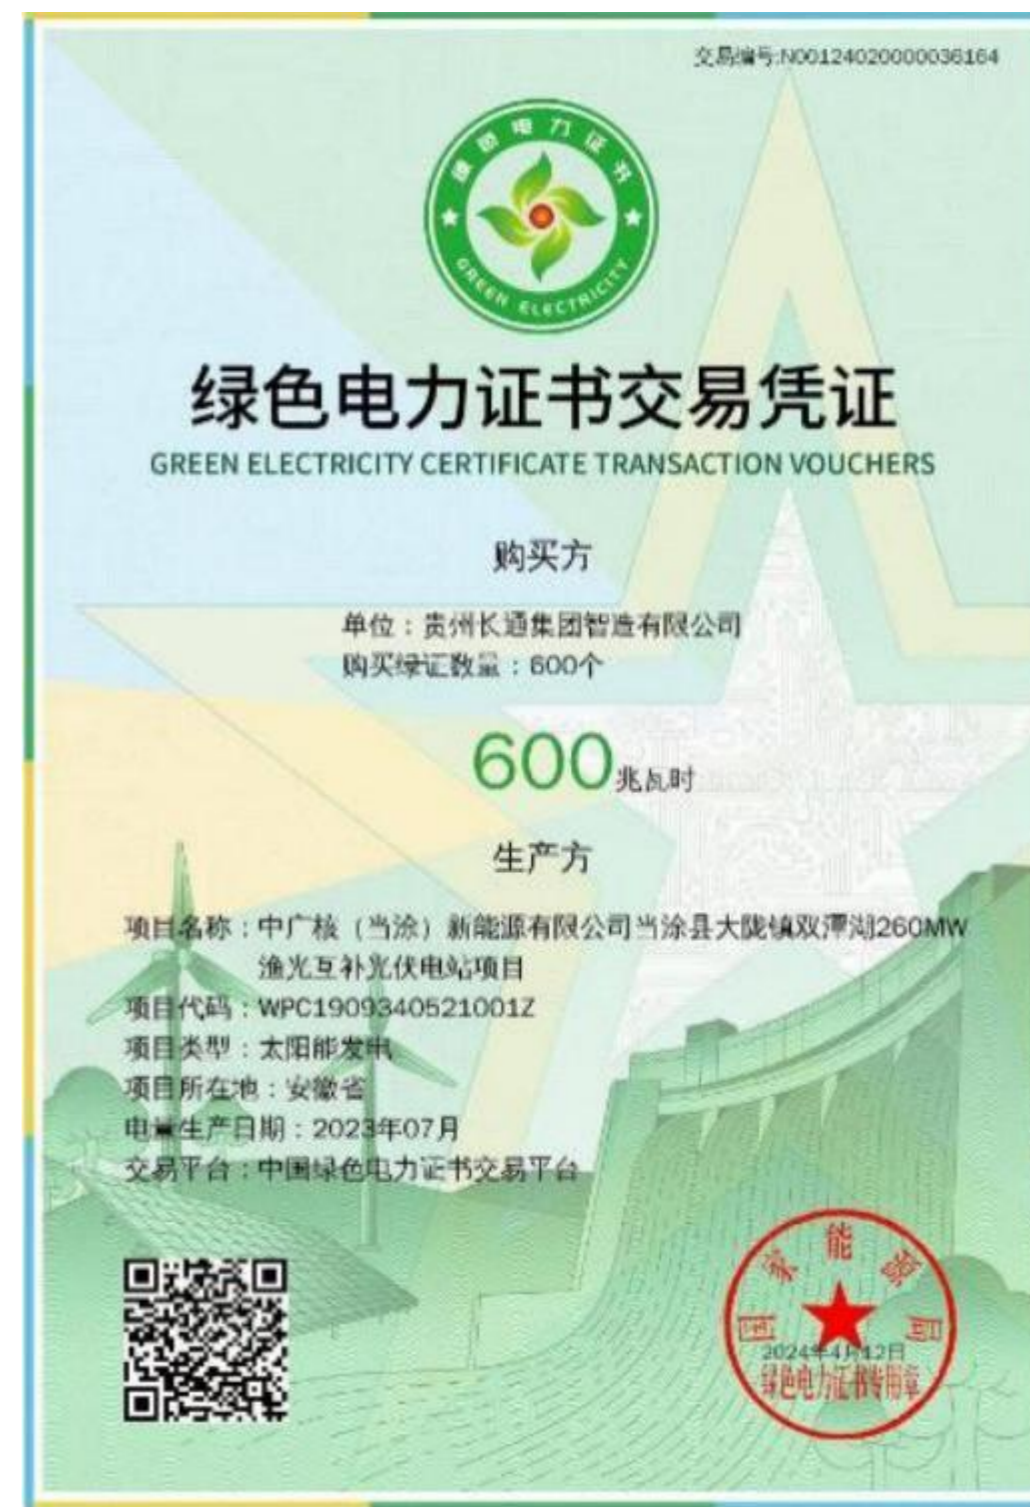 交易编号:N00124020000036164
绿色电力证书
GREEN ELECTRICITY
绿色电力证书交易凭证
GREEN ELECTRICITY CERTIFICATE TRANSACTION VOUCHERS
购买方
单位：贵州长通集团智造有限公司
购买绿证数量：600个
600兆瓦时
生产方
项目名称：中广核（当涂）新能源有限公司当涂县大陇镇双潭湖260MW
渔光互补光伏电站项目
项目代码：WPC1909340521001Z
项目类型：太阳能发电
项目所在地：安徽省
电量生产日期：2023年07月
交易平台：中国绿色电力证书交易平台
国家能源局
2024年4月12日
绿色电力证书专用章